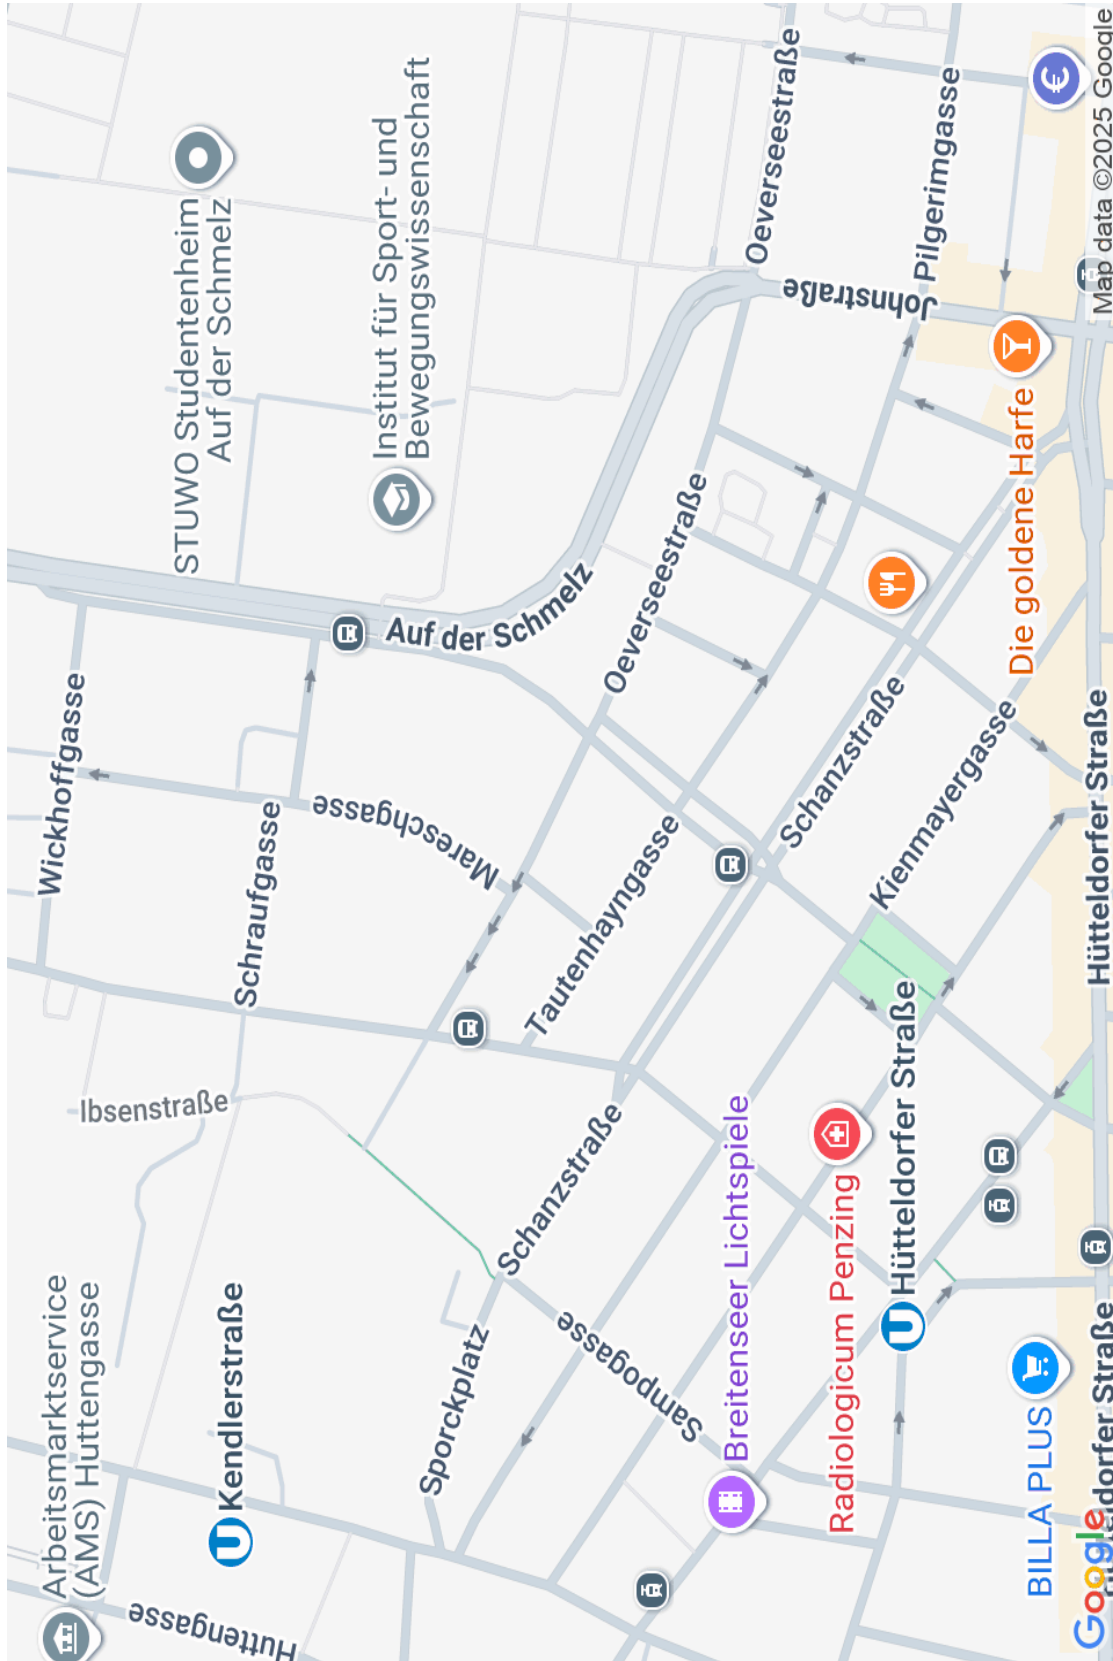 Arbeitsmarktservice
(AMS) Huttengasse
Huttengasse
Kendlerstraße
Ibsenstraße
Wickhoffgasse
Schraufgasse
Mareschgasse
STUWO Studentenheim
Auf der Schmelz
Institut für Sport- und
Bewegungswissenschaft
Auf der Schmelz
Sporckplatz
Schanzstraße
Sampogasse
Tautenhayngasse
Oeverseestraße
Oeverseestraße
Johnstraße
Pilgerimgasse
Schanzstraße
Kienmayergasse
Breitenseer Lichtspiele
Radiologicum Penzing
Hütteldorfer Straße
Die goldene Harfe
BILLA PLUS
Hütteldorfer Straße
Hütteldorfer Straße
Google
Map data ©2025 Google